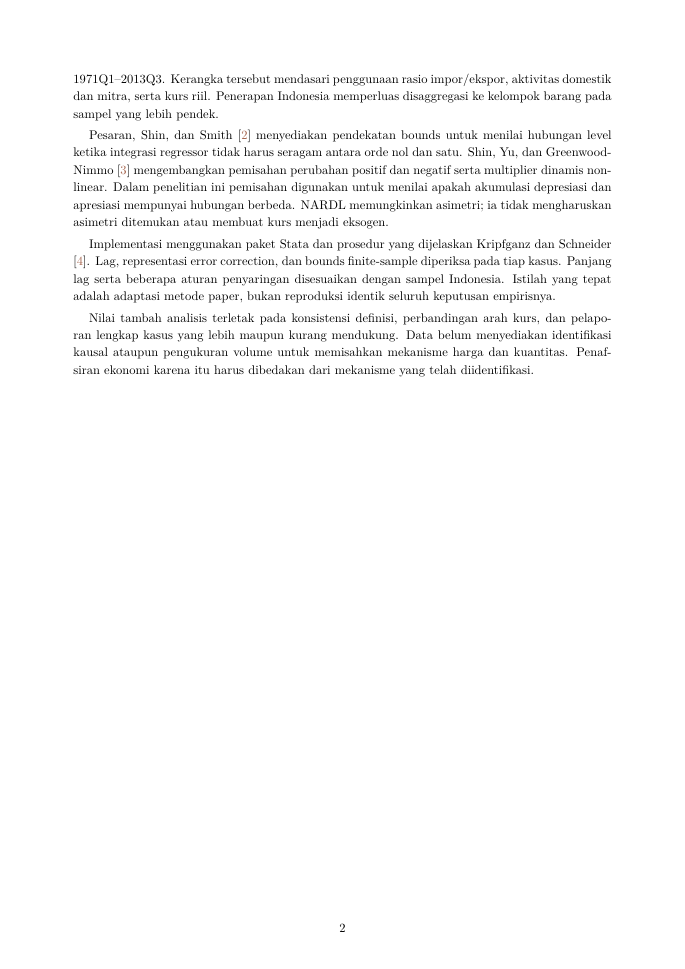 1971Q1–2013Q3. Kerangka tersebut mendasari penggunaan rasio impor/ekspor, aktivitas domestik
dan mitra, serta kurs riil. Penerapan Indonesia memperluas disaggregasi ke kelompok barang pada
sampel yang lebih pendek.
Pesaran, Shin, dan Smith [2] menyediakan pendekatan bounds untuk menilai hubungan level
ketika integrasi regressor tidak harus seragam antara orde nol dan satu. Shin, Yu, dan Greenwood-
Nimmo [3] mengembangkan pemisahan perubahan positif dan negatif serta multiplier dinamis non-
linear. Dalam penelitian ini pemisahan digunakan untuk menilai apakah akumulasi depresiasi dan
apresiasi mempunyai hubungan berbeda. NARDL memungkinkan asimetri; ia tidak mengharuskan
asimetri ditemukan atau membuat kurs menjadi eksogen.
Implementasi menggunakan paket Stata dan prosedur yang dijelaskan Kripfganz dan Schneider
[4]. Lag, representasi error correction, dan bounds finite-sample diperiksa pada tiap kasus. Panjang
lag serta beberapa aturan penyaringan disesuaikan dengan sampel Indonesia. Istilah yang tepat
adalah adaptasi metode paper, bukan reproduksi identik seluruh keputusan empirisnya.
Nilai tambah analisis terletak pada konsistensi definisi, perbandingan arah kurs, dan pelapo-
ran lengkap kasus yang lebih maupun kurang mendukung. Data belum menyediakan identifikasi
kausal ataupun pengukuran volume untuk memisahkan mekanisme harga dan kuantitas. Penaf-
siran ekonomi karena itu harus dibedakan dari mekanisme yang telah diidentifikasi.
2